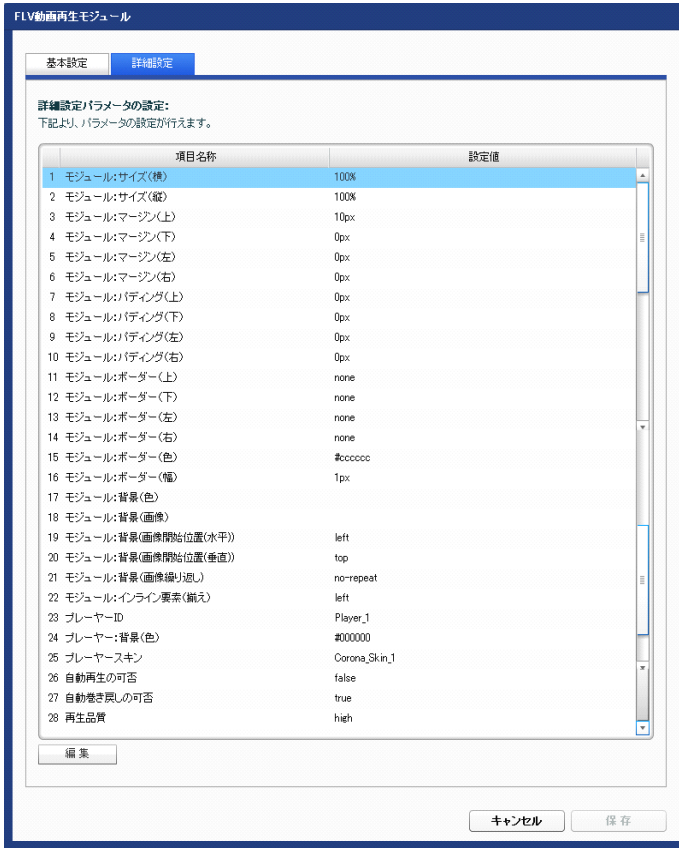 FLV動画再生モジュール
基本設定 詳細設定
詳細設定パラメータの設定:
下記より、パラメータの設定が行えます。
項目名称 設定値
1 モジュール:サイズ(横) 100%
2 モジュール:サイズ(縦) 100%
3 モジュール:マージン(上) 10px
4 モジュール:マージン(下) 0px
5 モジュール:マージン(左) 0px
6 モジュール:マージン(右) 0px
7 モジュール:パディング(上) 0px
8 モジュール:パディング(下) 0px
9 モジュール:パディング(左) 0px
10 モジュール:パディング(右) 0px
11 モジュール:ボーダー(上) none
12 モジュール:ボーダー(下) none
13 モジュール:ボーダー(左) none
14 モジュール:ボーダー(右) none
15 モジュール:ボーダー(色) #cccccc
16 モジュール:ボーダー(幅) 1px
17 モジュール:背景(色)
18 モジュール:背景(画像)
19 モジュール:背景(画像開始位置(水平)) left
20 モジュール:背景(画像開始位置(垂直)) top
21 モジュール:背景(画像繰り返し) no-repeat
22 モジュール:インライン要素(揃え) left
23 プレーヤーID Player_1
24 プレーヤー:背景(色) #000000
25 プレーヤースキン Corona_Skin_1
26 自動再生の可否 false
27 自動巻き戻しの可否 true
28 再生品質 high
編集
キャンセル 保存